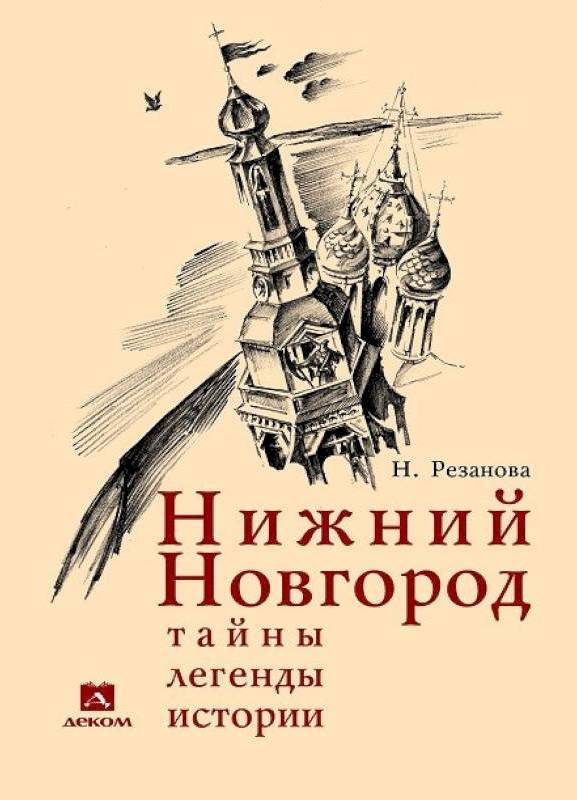 Н. Резанова
Нижний
Новгород
тайны
легенды
истории
А
деком